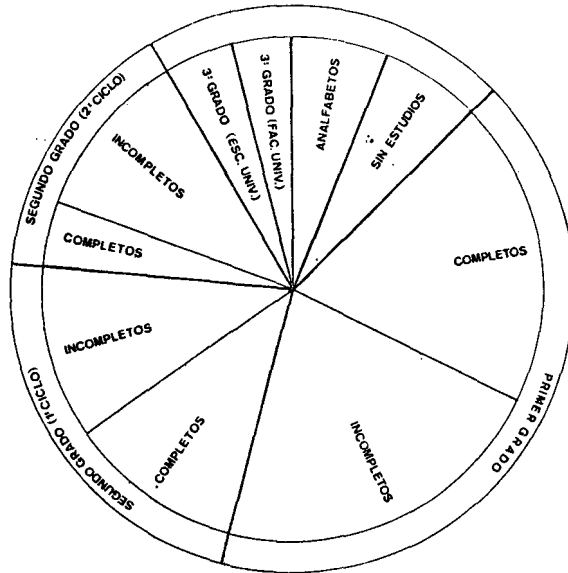 ANALFABETOS
SIN ESTUDIOS
COMPLETOS
PRIMER GRADO
INCOMPLETOS
COMPLETOS
SEGUNDO GRADO (1º CICLO)
INCOMPLETOS
COMPLETOS
SEGUNDO GRADO (2º CICLO)
INCOMPLETOS
3º GRADO (ESC. UNIV.)
3º GRADO (FAC. UNIV.)